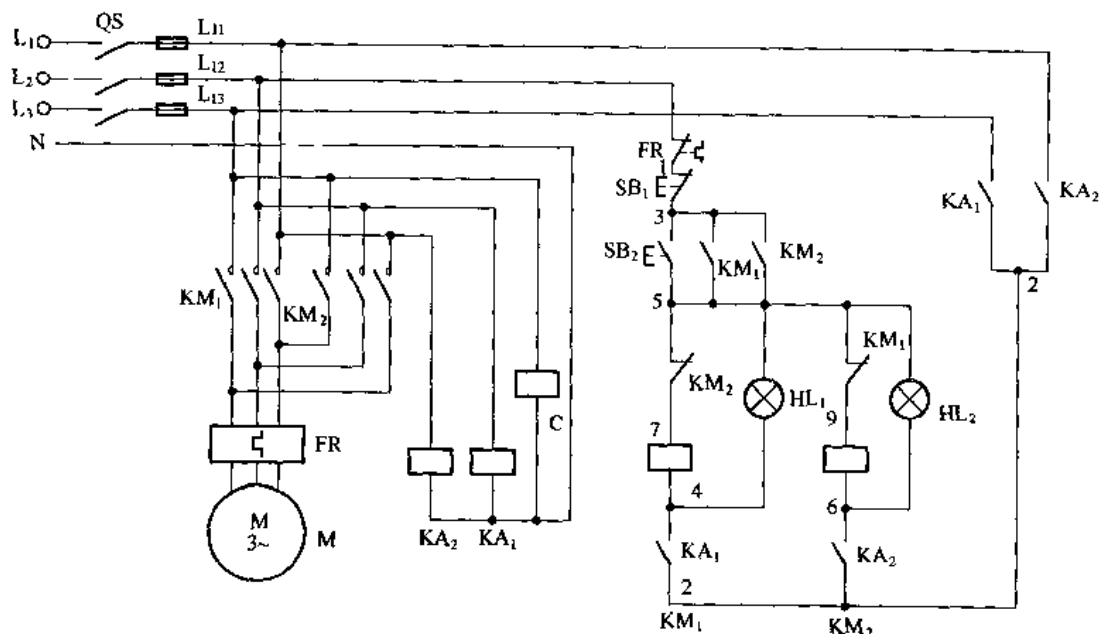 QS
L₁ L₁₁
L₂ L₁₂
L₃ L₁₃
N
FR
SB₁
KA₁ KA₂
3
SB₂ KM₁ KM₂
2
KM₁ KM₂
5
KM₁
KM₂ HL₁ HL₂
C 9
FR 7
4 6
M
3~ M
KA₂ KA₁ KA₁ KA₂
2
KM₁ KM₂